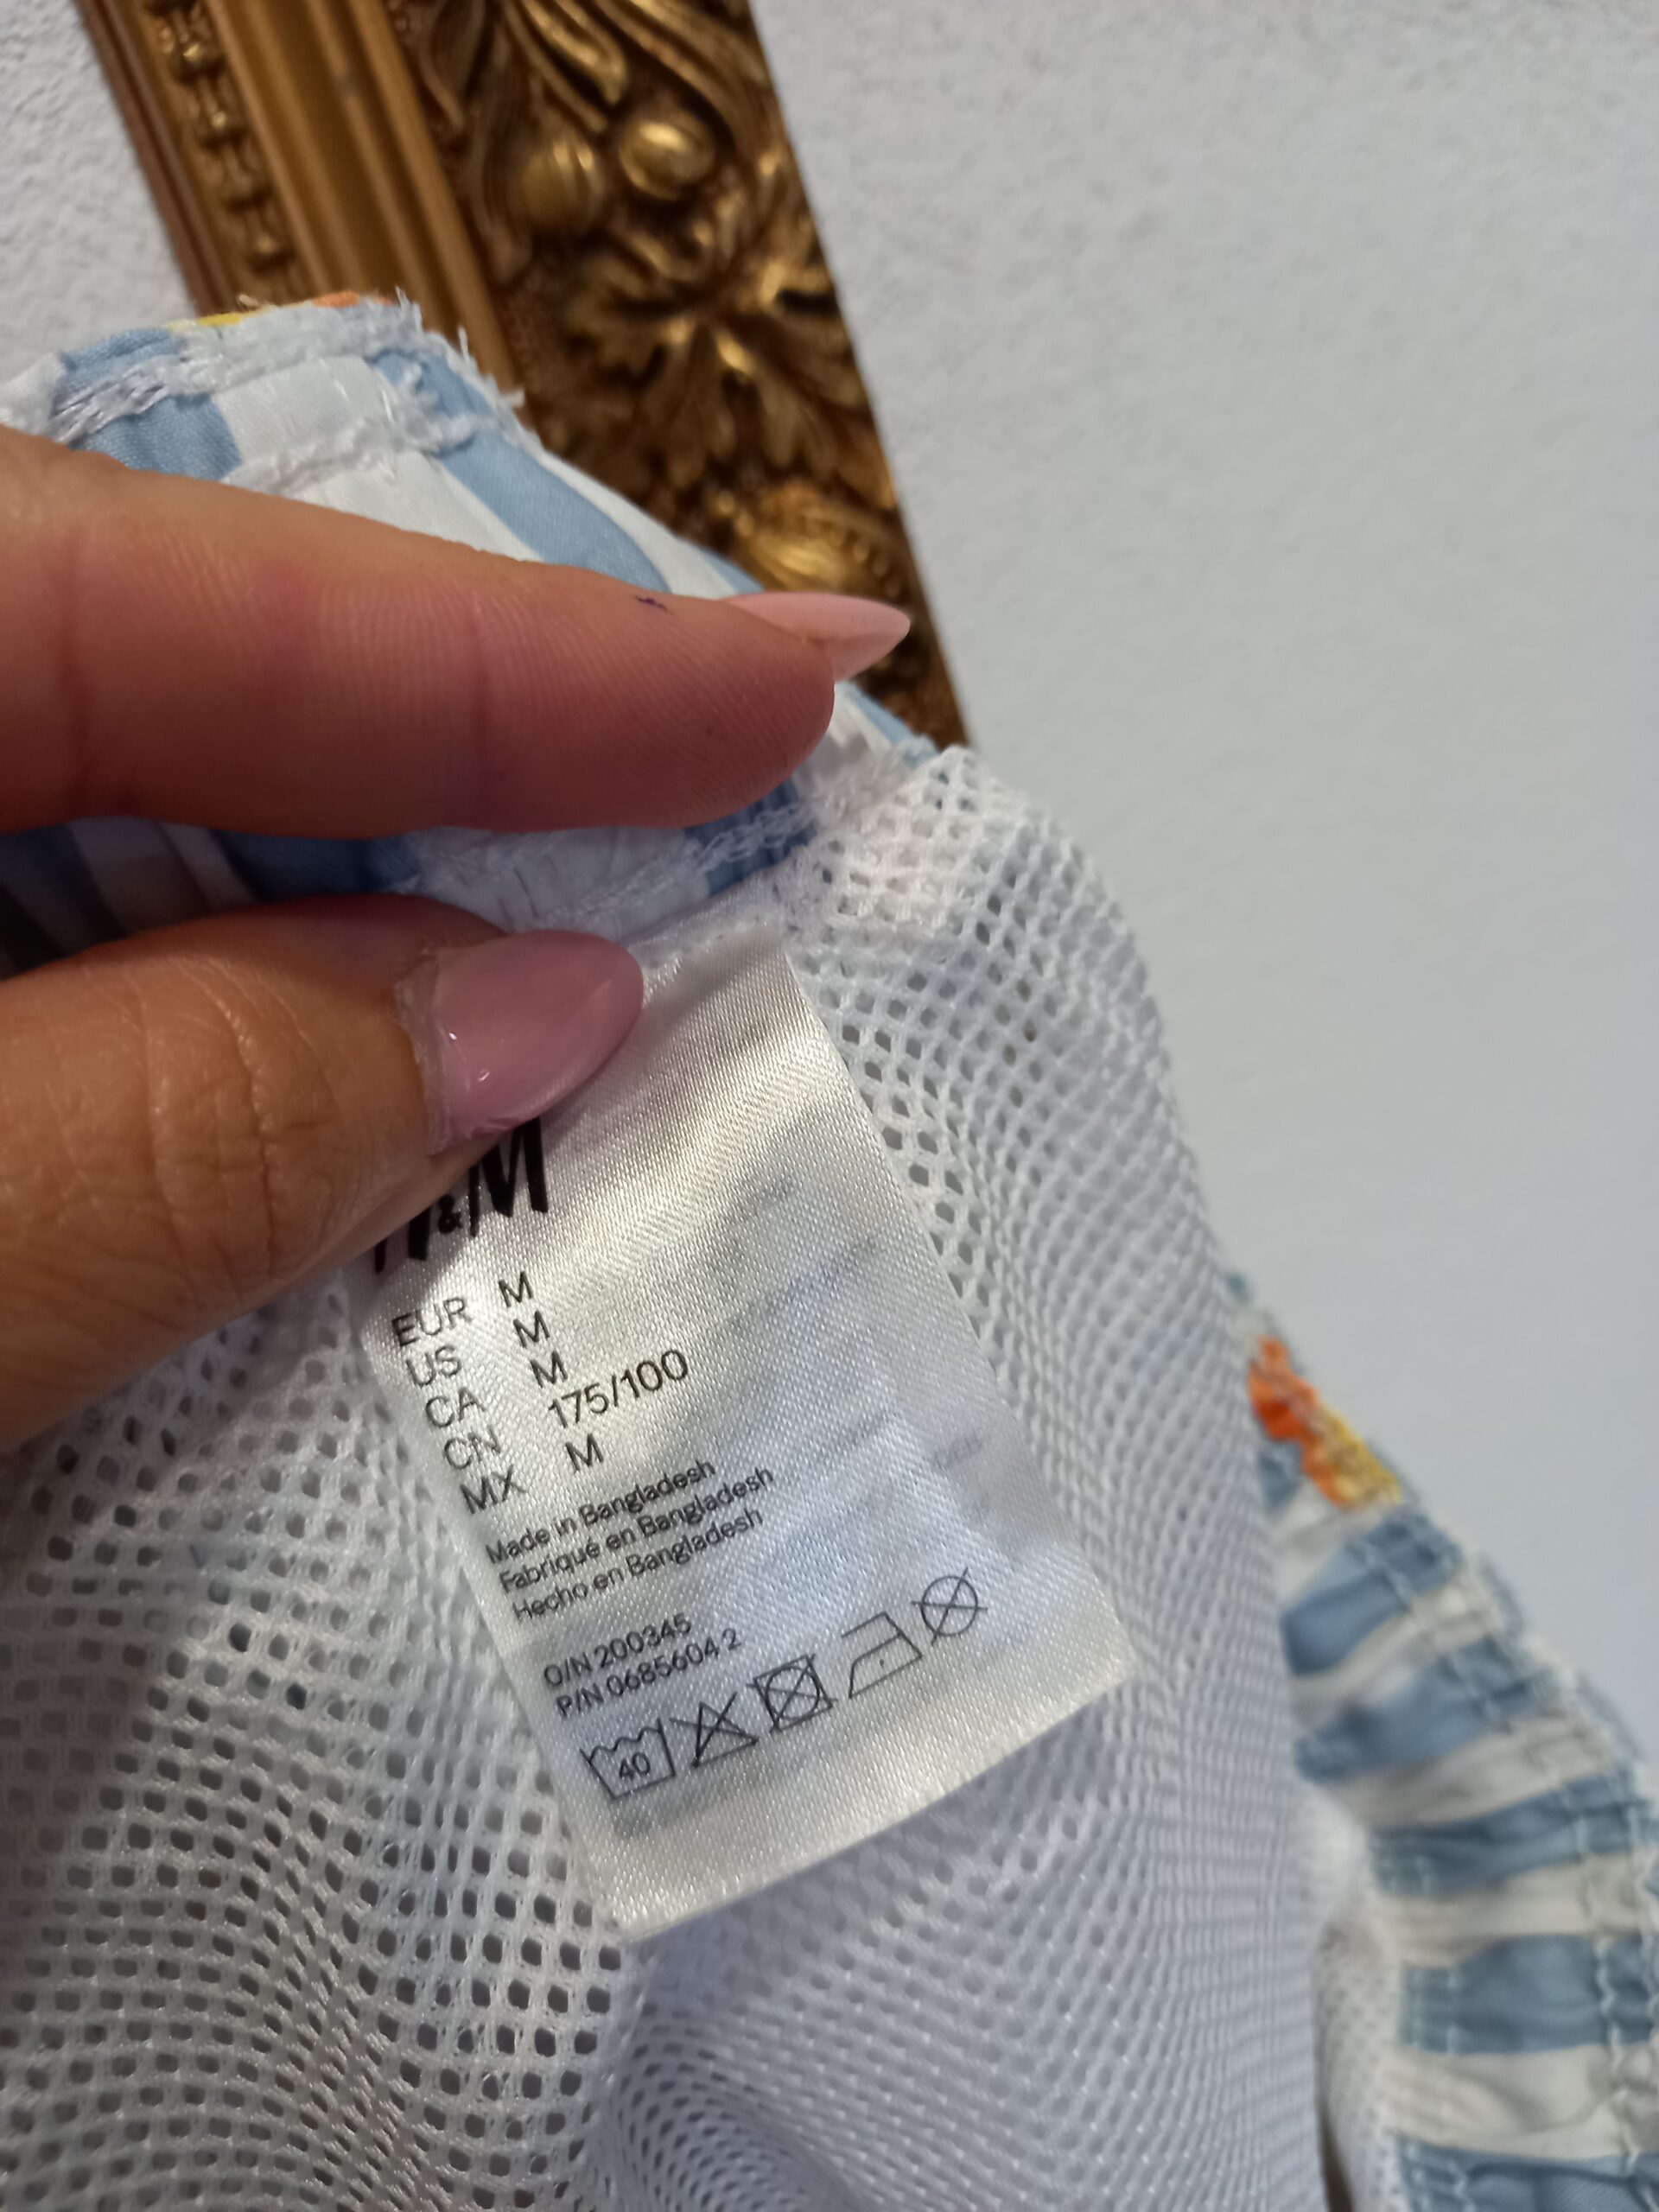 H&M
EUR M
US M
CA M
CN 175/100
MX M
Made in Bangladesh
Fabriqué en Bangladesh
Hecho en Bangladesh
O/N 200345
P/N 0685604 2
40